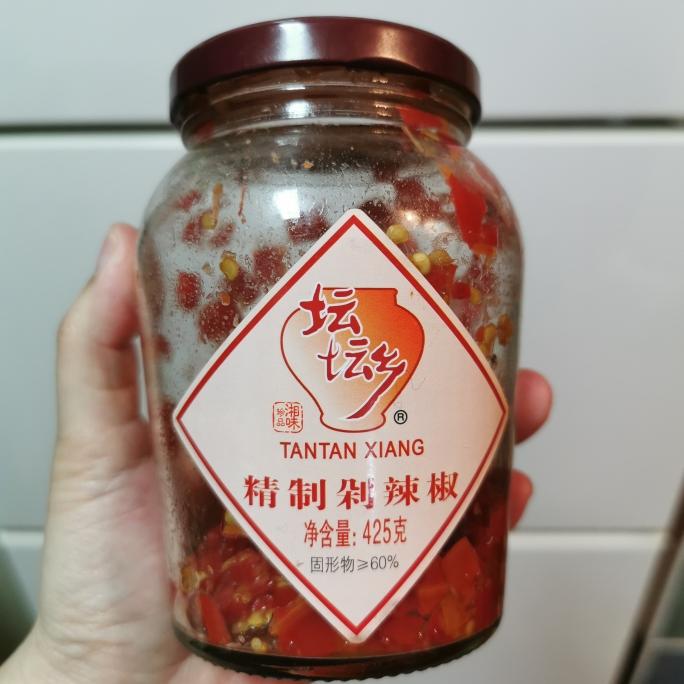 坛坛乡®
湘味
珍品
TANTAN XIANG
精制剁辣椒
净含量: 425克
固形物≥60%